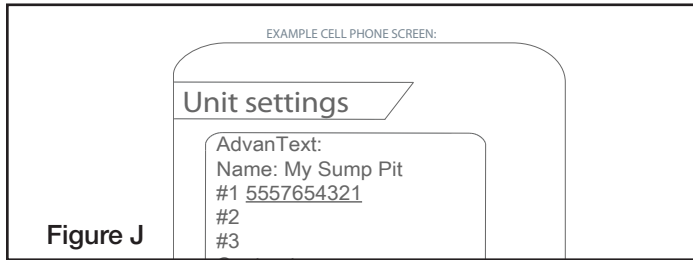 EXAMPLE CELL PHONE SCREEN:
Unit settings
AdvanText:
Name: My Sump Pit
#1 5557654321
#2
#3
Figure J